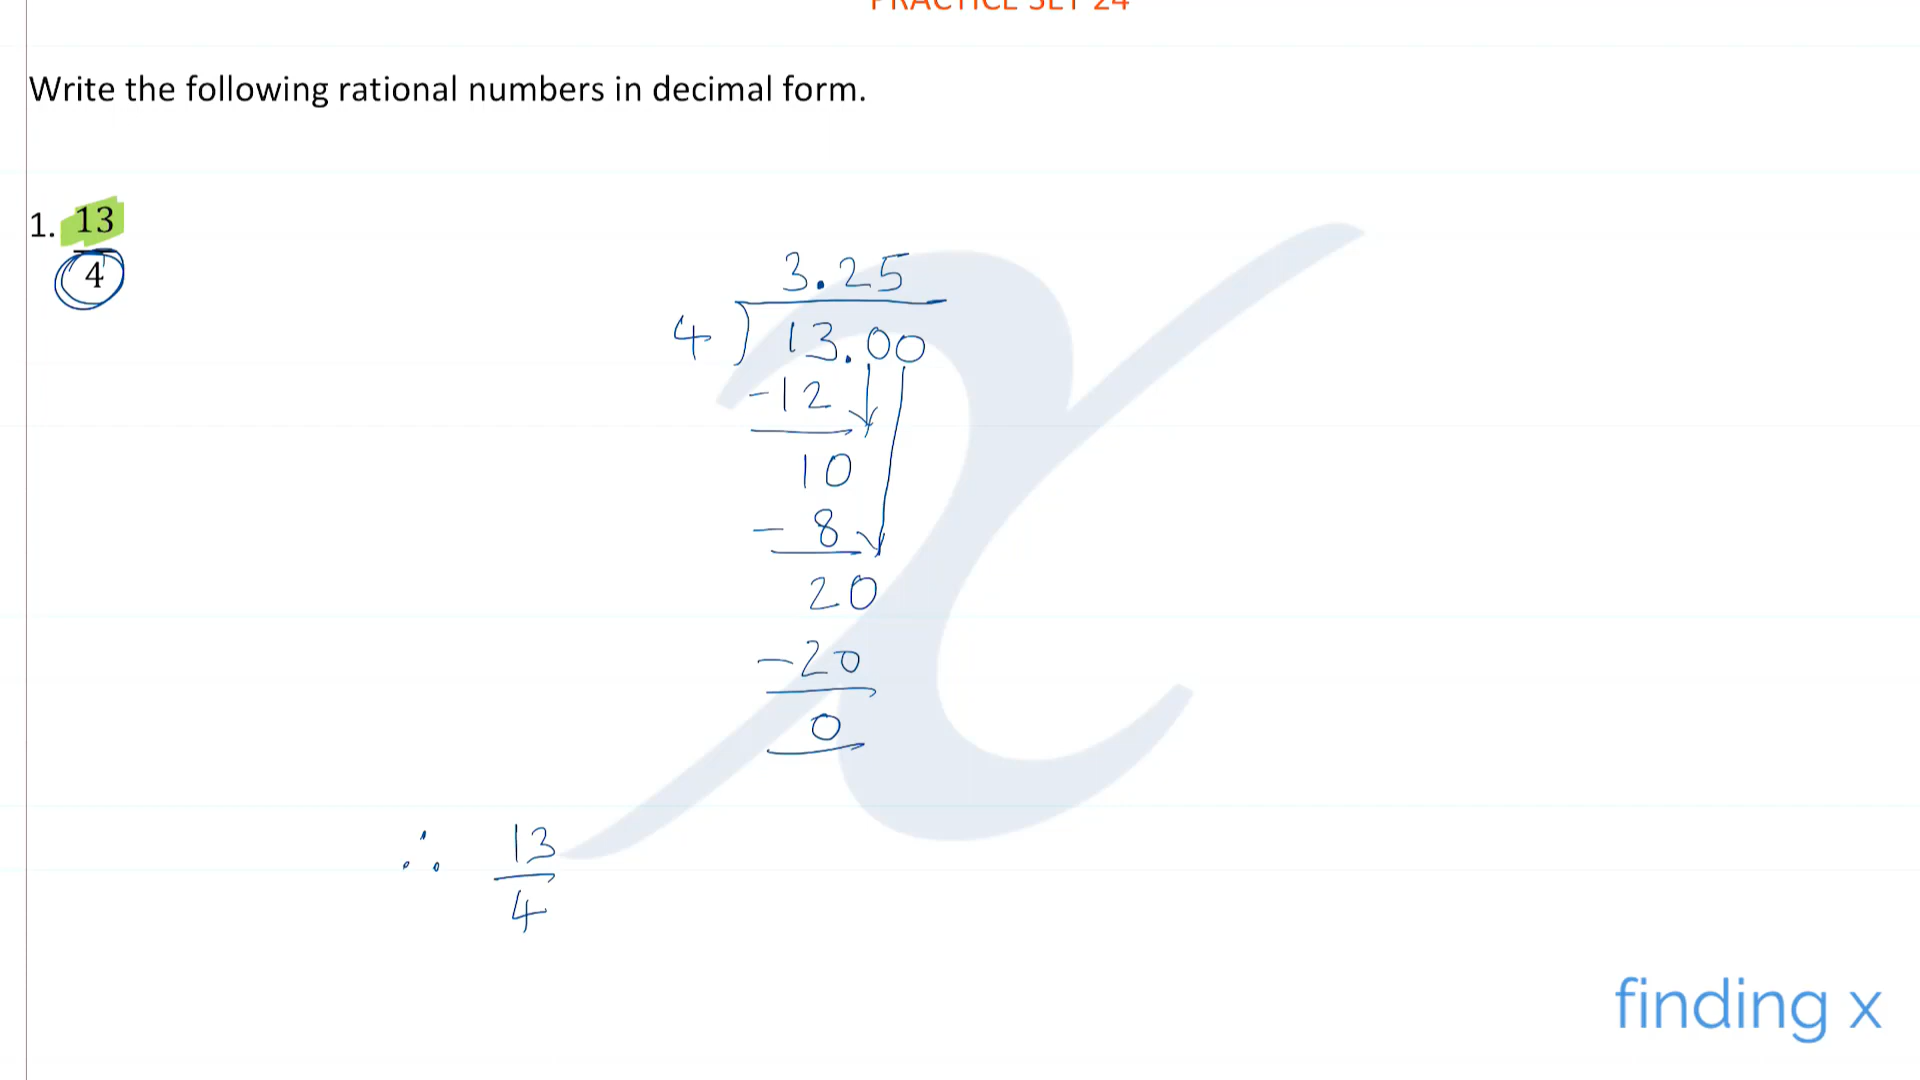 PRACTICE SET 24
Write the following rational numbers in decimal form.
1. 13
4
3.25
4 ) 13.00
-12
10
- 8
20
-20
0
∴ 13
4
finding x